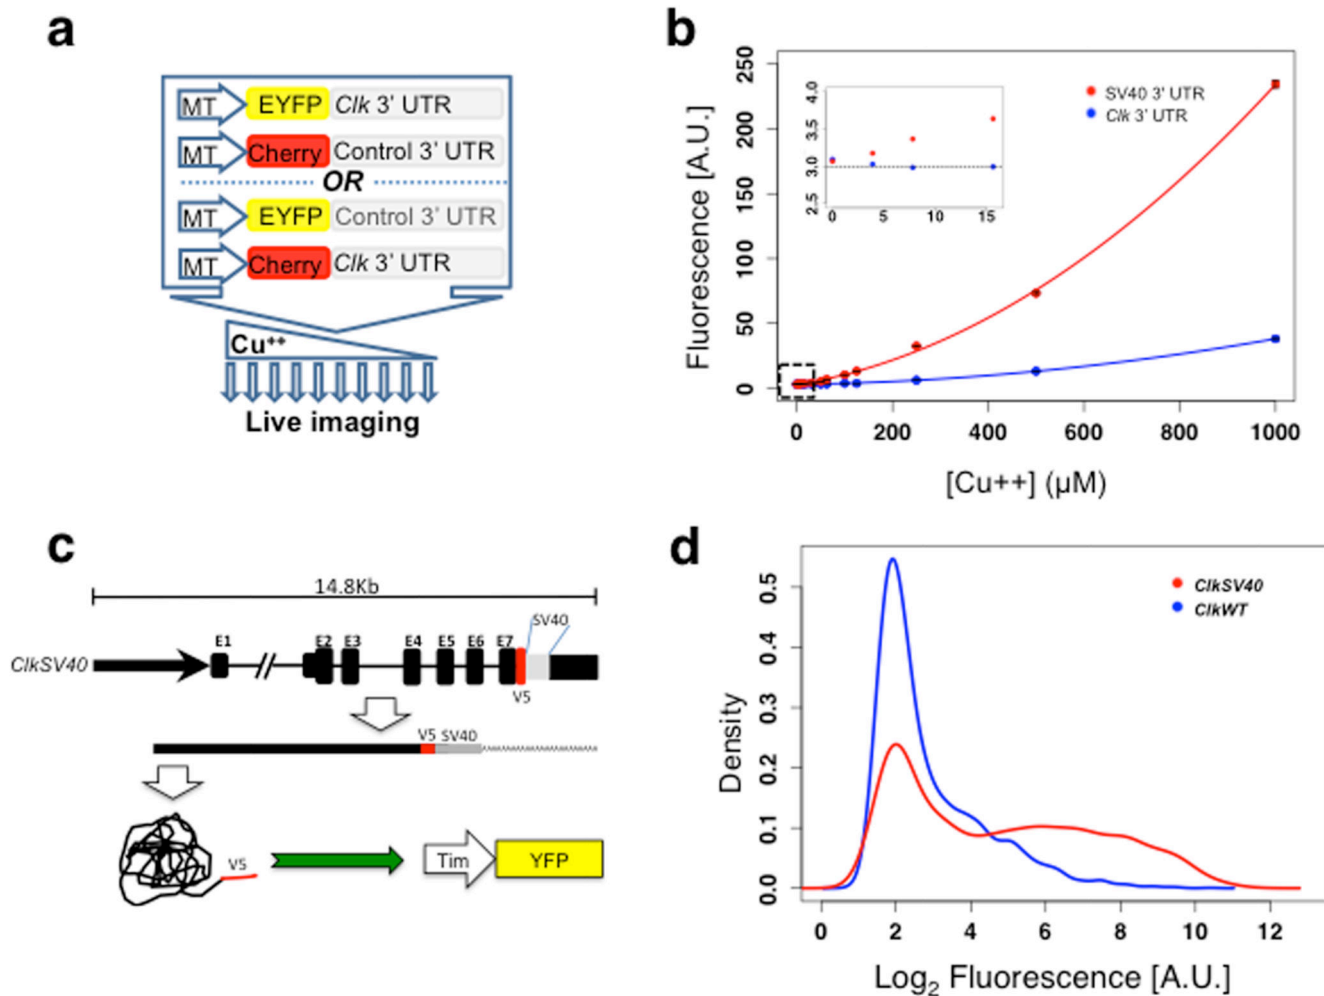 a
MT EYFP Clk 3' UTR
MT Cherry Control 3' UTR
OR
MT EYFP Control 3' UTR
MT Cherry Clk 3' UTR
Cu++
Live imaging
b
Fluorescence [A.U.]
250
200
150
100
50
0
4.0
3.5
3.0
2.5
0 5 10 15
SV40 3' UTR
Clk 3' UTR
0 200 400 600 800 1000
[Cu++] (μM)
c
14.8Kb
SV40
E1 E2 E3 E4 E5 E6 E7
ClkSV40
V5
V5 SV40
V5
Tim YFP
d
ClkSV40
ClkWT
Density
0.5
0.4
0.3
0.2
0.1
0.0
0 2 4 6 8 10 12
Log2 Fluorescence [A.U.]